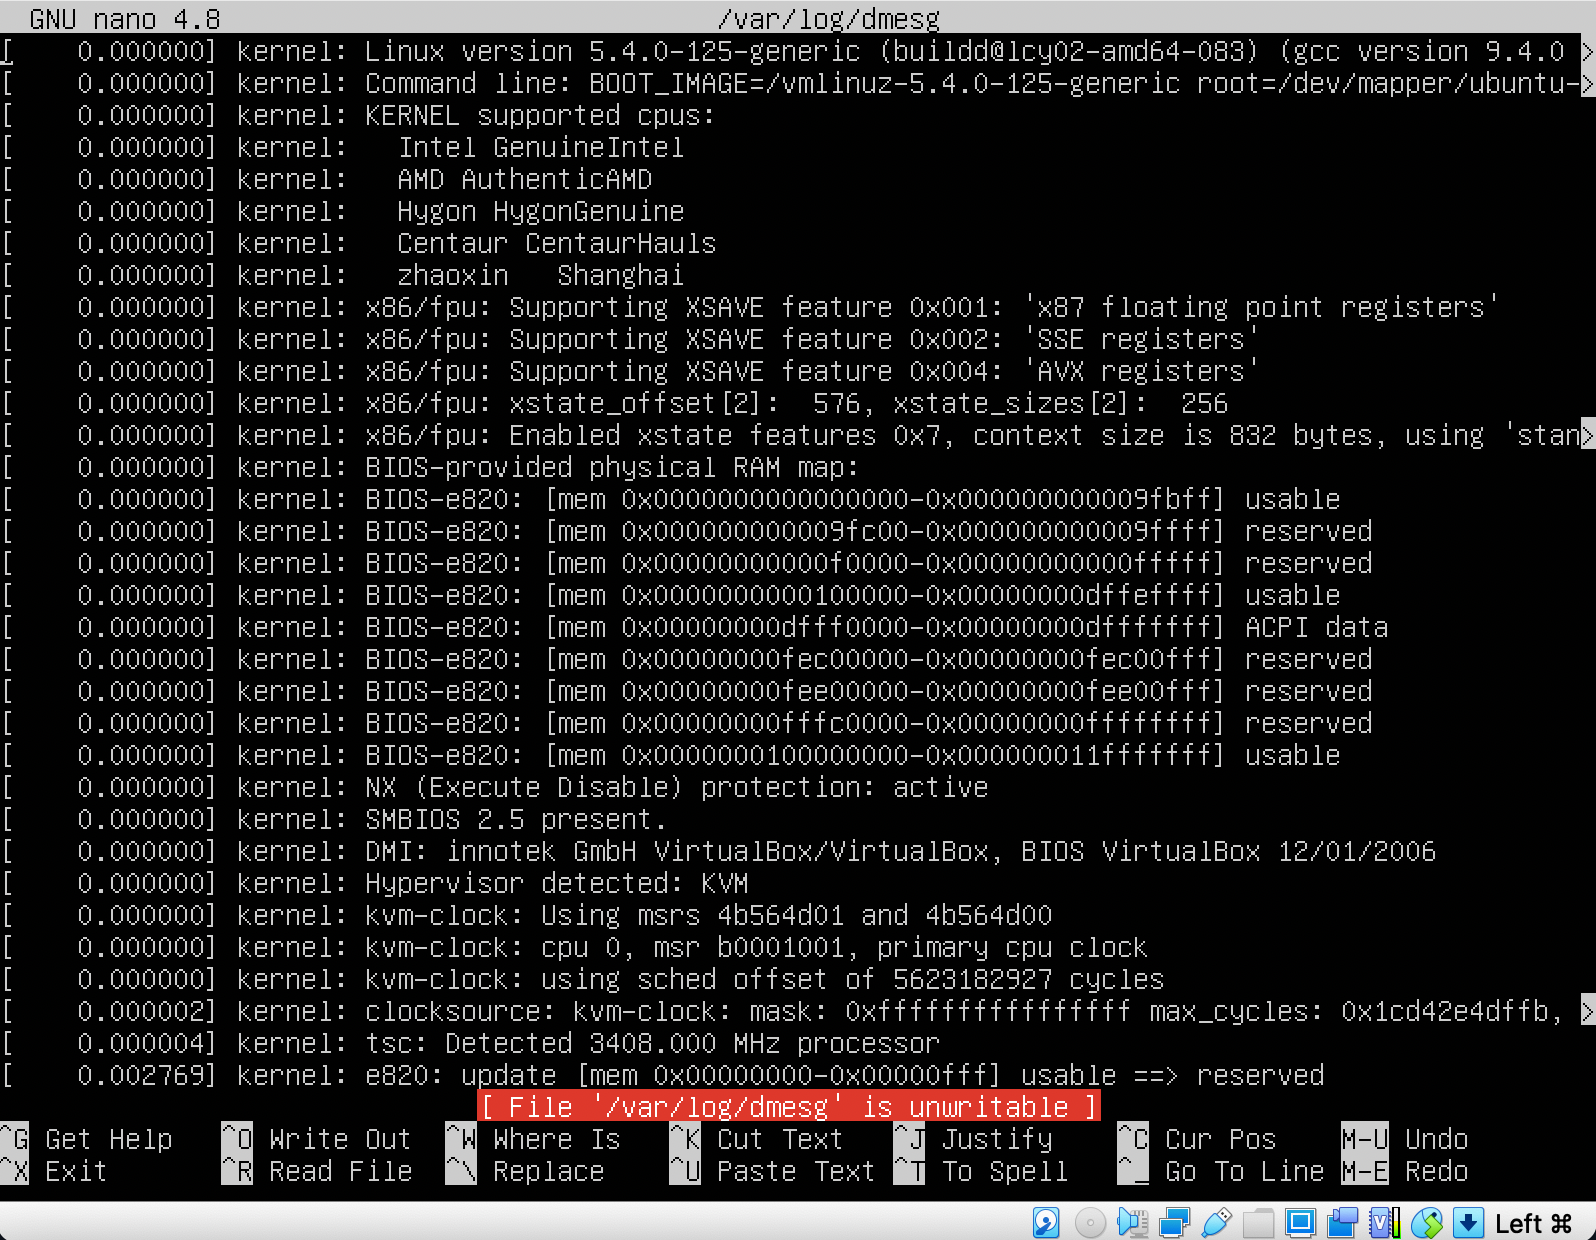 GNU nano 4.8 /var/log/dmesg
[    0.000000] kernel: Linux version 5.4.0-125-generic (buildd@lcy02-amd64-083) (gcc version 9.4.0 >
[    0.000000] kernel: Command line: BOOT_IMAGE=/vmlinuz-5.4.0-125-generic root=/dev/mapper/ubuntu->
[    0.000000] kernel: KERNEL supported cpus:
[    0.000000] kernel:   Intel GenuineIntel
[    0.000000] kernel:   AMD AuthenticAMD
[    0.000000] kernel:   Hygon HygonGenuine
[    0.000000] kernel:   Centaur CentaurHauls
[    0.000000] kernel:   zhaoxin   Shanghai
[    0.000000] kernel: x86/fpu: Supporting XSAVE feature 0x001: 'x87 floating point registers'
[    0.000000] kernel: x86/fpu: Supporting XSAVE feature 0x002: 'SSE registers'
[    0.000000] kernel: x86/fpu: Supporting XSAVE feature 0x004: 'AVX registers'
[    0.000000] kernel: x86/fpu: xstate_offset[2]:  576, xstate_sizes[2]:  256
[    0.000000] kernel: x86/fpu: Enabled xstate features 0x7, context size is 832 bytes, using 'stan>
[    0.000000] kernel: BIOS-provided physical RAM map:
[    0.000000] kernel: BIOS-e820: [mem 0x0000000000000000-0x000000000009fbff] usable
[    0.000000] kernel: BIOS-e820: [mem 0x000000000009fc00-0x000000000009ffff] reserved
[    0.000000] kernel: BIOS-e820: [mem 0x00000000000f0000-0x00000000000fffff] reserved
[    0.000000] kernel: BIOS-e820: [mem 0x0000000000100000-0x00000000dffeffff] usable
[    0.000000] kernel: BIOS-e820: [mem 0x00000000dfff0000-0x00000000dfffffff] ACPI data
[    0.000000] kernel: BIOS-e820: [mem 0x00000000fec00000-0x00000000fec00fff] reserved
[    0.000000] kernel: BIOS-e820: [mem 0x00000000fee00000-0x00000000fee00fff] reserved
[    0.000000] kernel: BIOS-e820: [mem 0x00000000fffc0000-0x00000000ffffffff] reserved
[    0.000000] kernel: BIOS-e820: [mem 0x0000000100000000-0x000000011fffffff] usable
[    0.000000] kernel: NX (Execute Disable) protection: active
[    0.000000] kernel: SMBIOS 2.5 present.
[    0.000000] kernel: DMI: innotek GmbH VirtualBox/VirtualBox, BIOS VirtualBox 12/01/2006
[    0.000000] kernel: Hypervisor detected: KVM
[    0.000000] kernel: kvm-clock: Using msrs 4b564d01 and 4b564d00
[    0.000000] kernel: kvm-clock: cpu 0, msr b0001001, primary cpu clock
[    0.000000] kernel: kvm-clock: using sched offset of 5623182927 cycles
[    0.000002] kernel: clocksource: kvm-clock: mask: 0xffffffffffffffff max_cycles: 0x1cd42e4dffb, >
[    0.000004] kernel: tsc: Detected 3408.000 MHz processor
[    0.002769] kernel: e820: update [mem 0x00000000-0x00000fff] usable ==> reserved
[ File '/var/log/dmesg' is unwritable ]
^G Get Help ^O Write Out ^W Where Is ^K Cut Text ^J Justify ^C Cur Pos M-U Undo
^X Exit ^R Read File ^\ Replace ^U Paste Text ^T To Spell ^_ Go To Line M-E Redo
Left ⌘